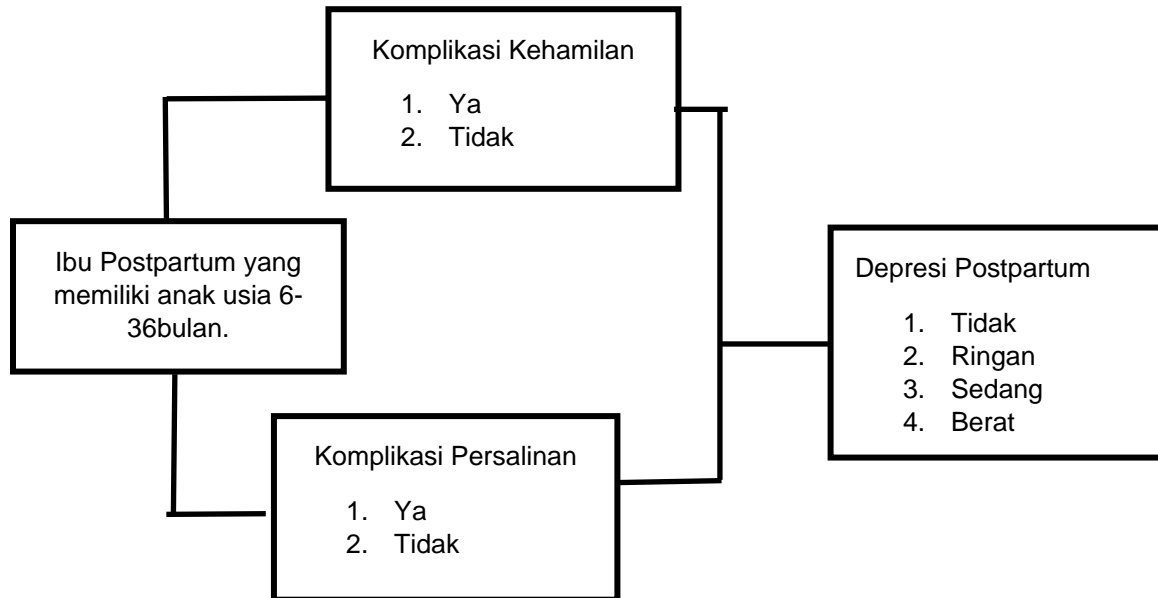 Komplikasi Kehamilan
1. Ya
2. Tidak
Ibu Postpartum yang
memiliki anak usia 6-
36bulan.
Komplikasi Persalinan
1. Ya
2. Tidak
Depresi Postpartum
1. Tidak
2. Ringan
3. Sedang
4. Berat